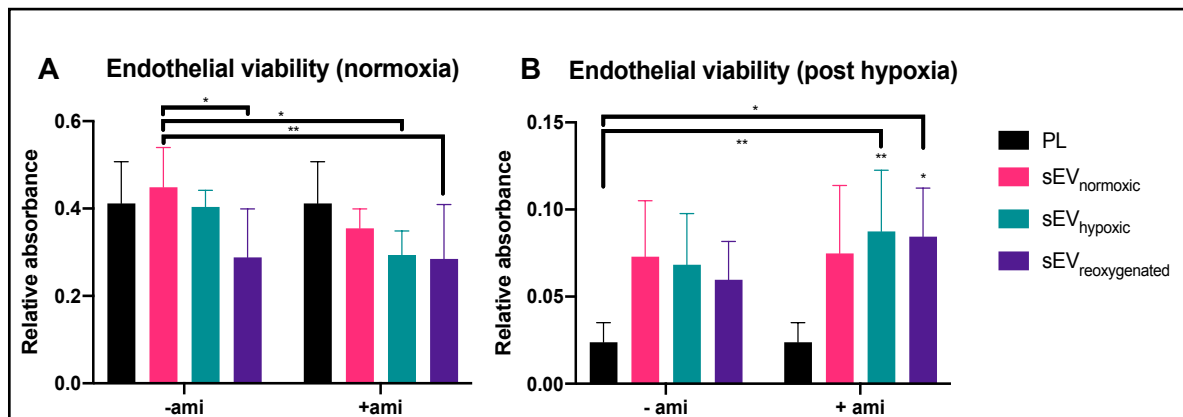 A Endothelial viability (normoxia)
*
*
**
Relative absorbance
0.6
0.4
0.2
0.0
-ami +ami
B Endothelial viability (post hypoxia)
*
**
**
*
Relative absorbance
0.15
0.10
0.05
0.00
- ami + ami
PL
sEVnormoxic
sEVhypoxic
sEVreoxygenated